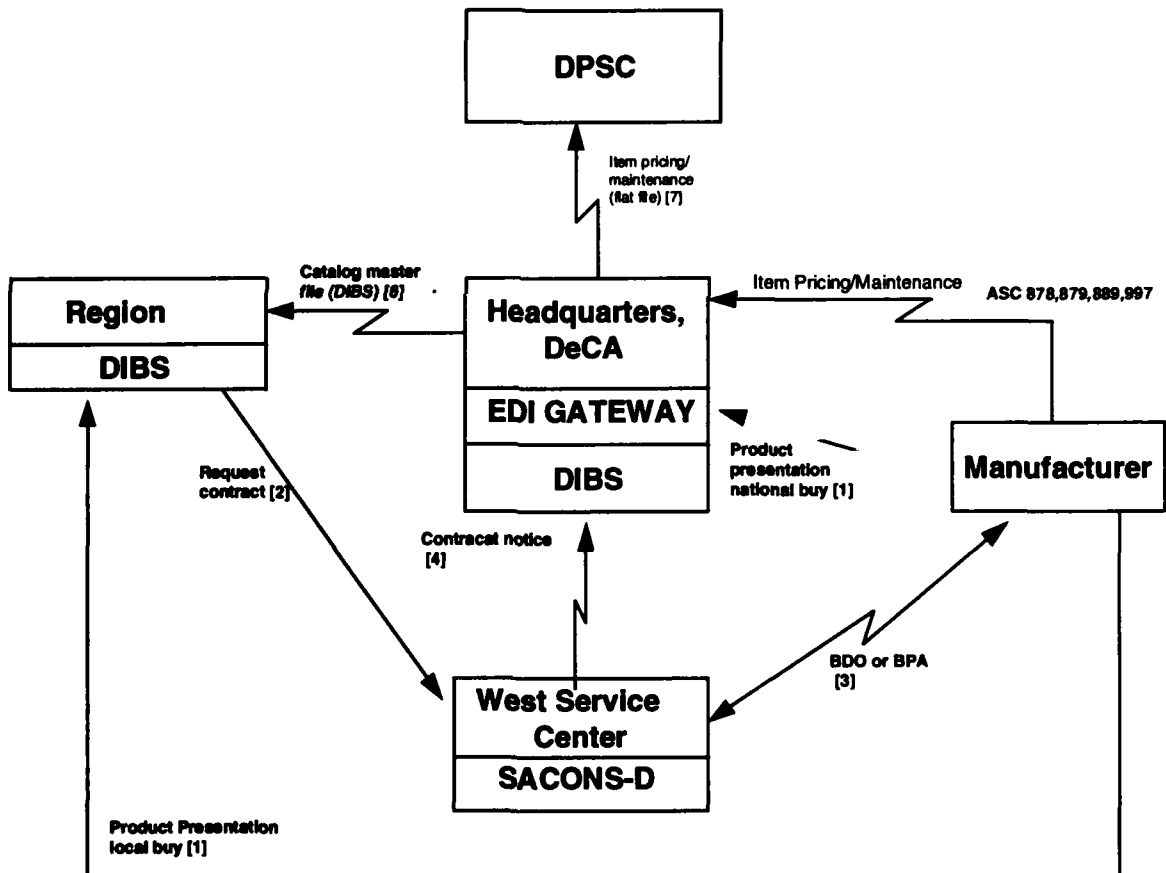 DPSC
Item pricing/
maintenance
(flat file) [7]
Catalog master
file (DIBS) [6]
Item Pricing/Maintenance
ASC 878,879,889,997
Region
DIBS
Headquarters,
DeCA
EDI GATEWAY
DIBS
Product
presentation
national buy [1]
Manufacturer
Request
contract [2]
Contracat notice
[4]
BDO or BPA
[3]
West Service
Center
SACONS-D
Product Presentation
local buy [1]